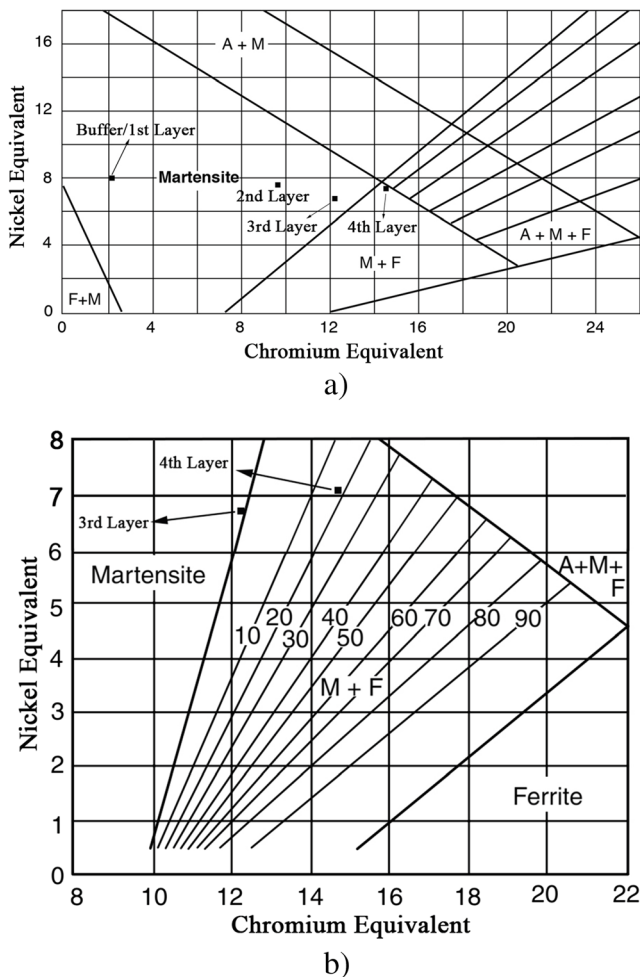 16
12
8
4
0
Nickel Equivalent
A + M
Buffer/1st Layer
Martensite
2nd Layer
3rd Layer
4th Layer
A + M + F
M + F
F+M
0 4 8 12 16 20 24
Chromium Equivalent
a)
8
7
6
5
4
3
2
1
0
Nickel Equivalent
4th Layer
3rd Layer
Martensite
A+M+
F
10 20 30 40 50 60 70 80 90
M + F
Ferrite
8 10 12 14 16 18 20 22
Chromium Equivalent
b)